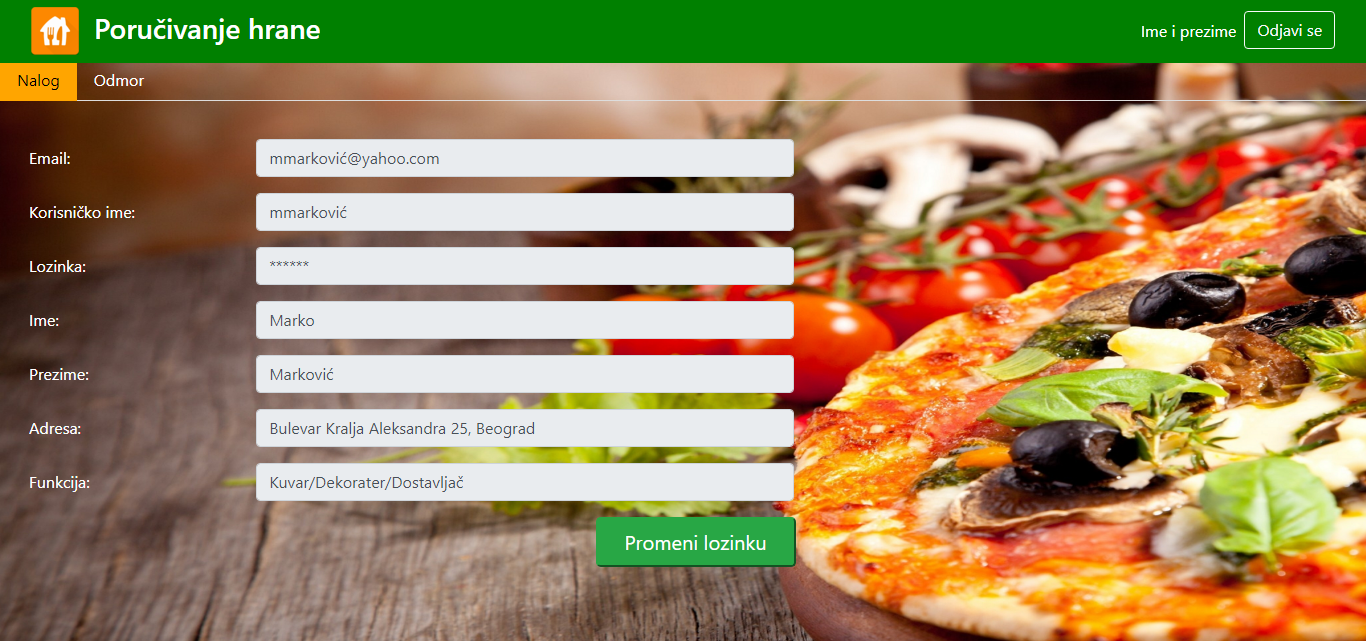 Poručivanje hrane
Ime i prezime Odjavi se
Nalog Odmor
Email: mmarković@yahoo.com
Korisničko ime: mmarković
Lozinka: ******
Ime: Marko
Prezime: Marković
Adresa: Bulevar Kralja Aleksandra 25, Beograd
Funkcija: Kuvar/Dekorater/Dostavljač
Promeni lozinku